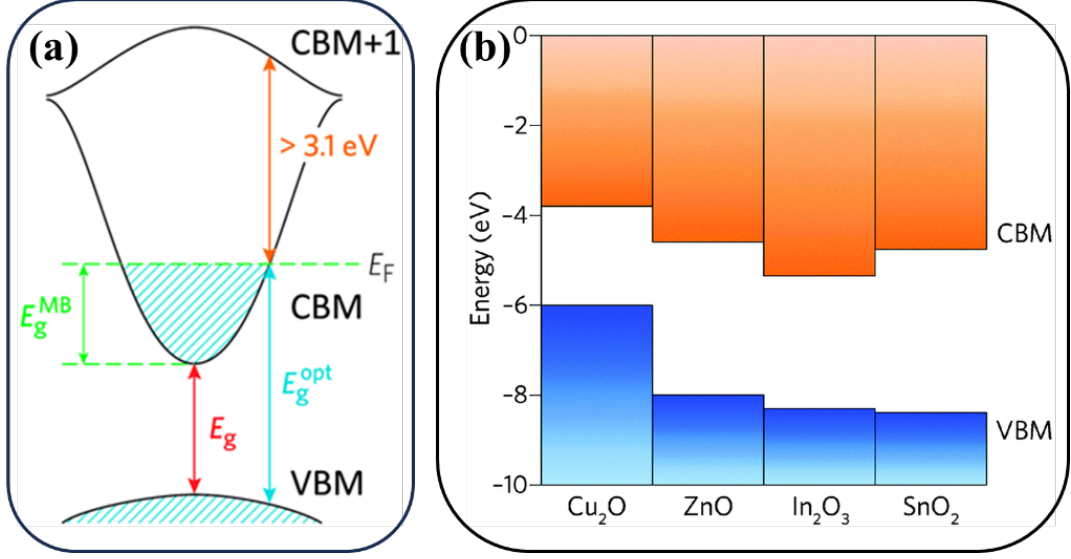 (a)
CBM+1
> 3.1 eV
E_F
E_g^MB
CBM
E_g^opt
E_g
VBM
(b)
Energy (eV)
0
−2
−4
−6
−8
−10
CBM
VBM
Cu₂O ZnO In₂O₃ SnO₂